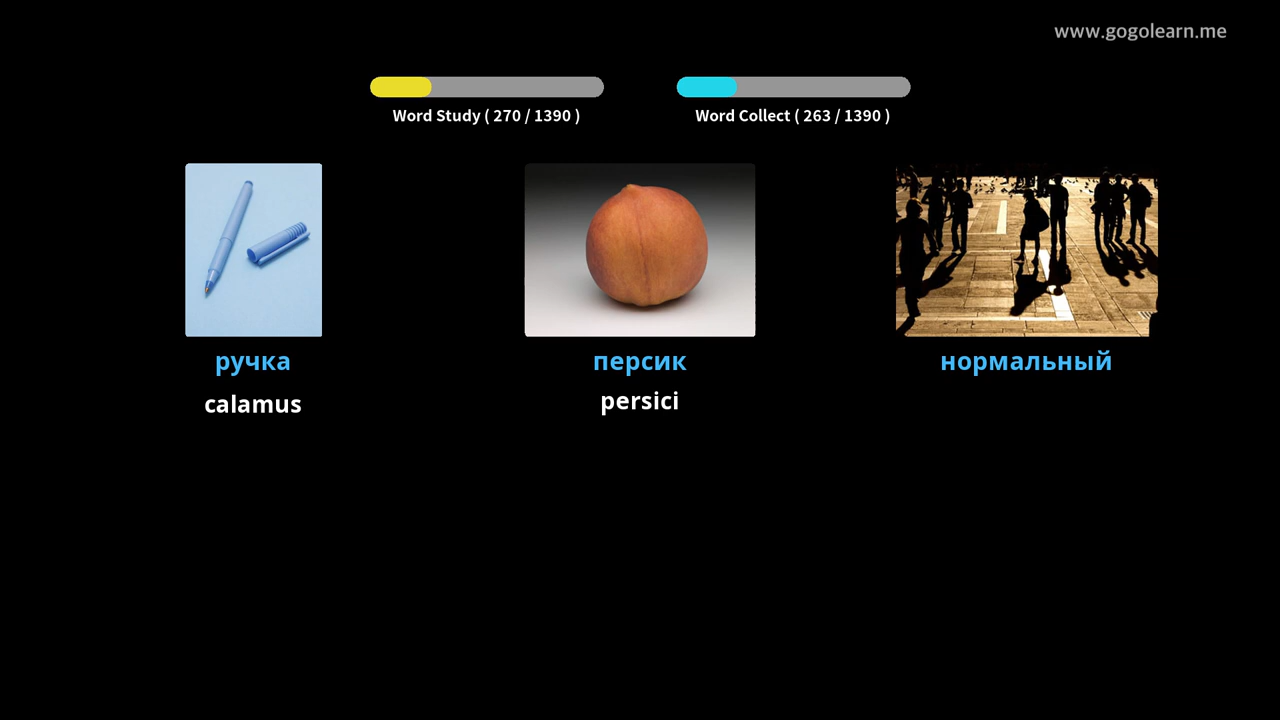 www.gogolearn.me
Word Study ( 270 / 1390 )
Word Collect ( 263 / 1390 )
ручка
персик
нормальный
calamus
persici